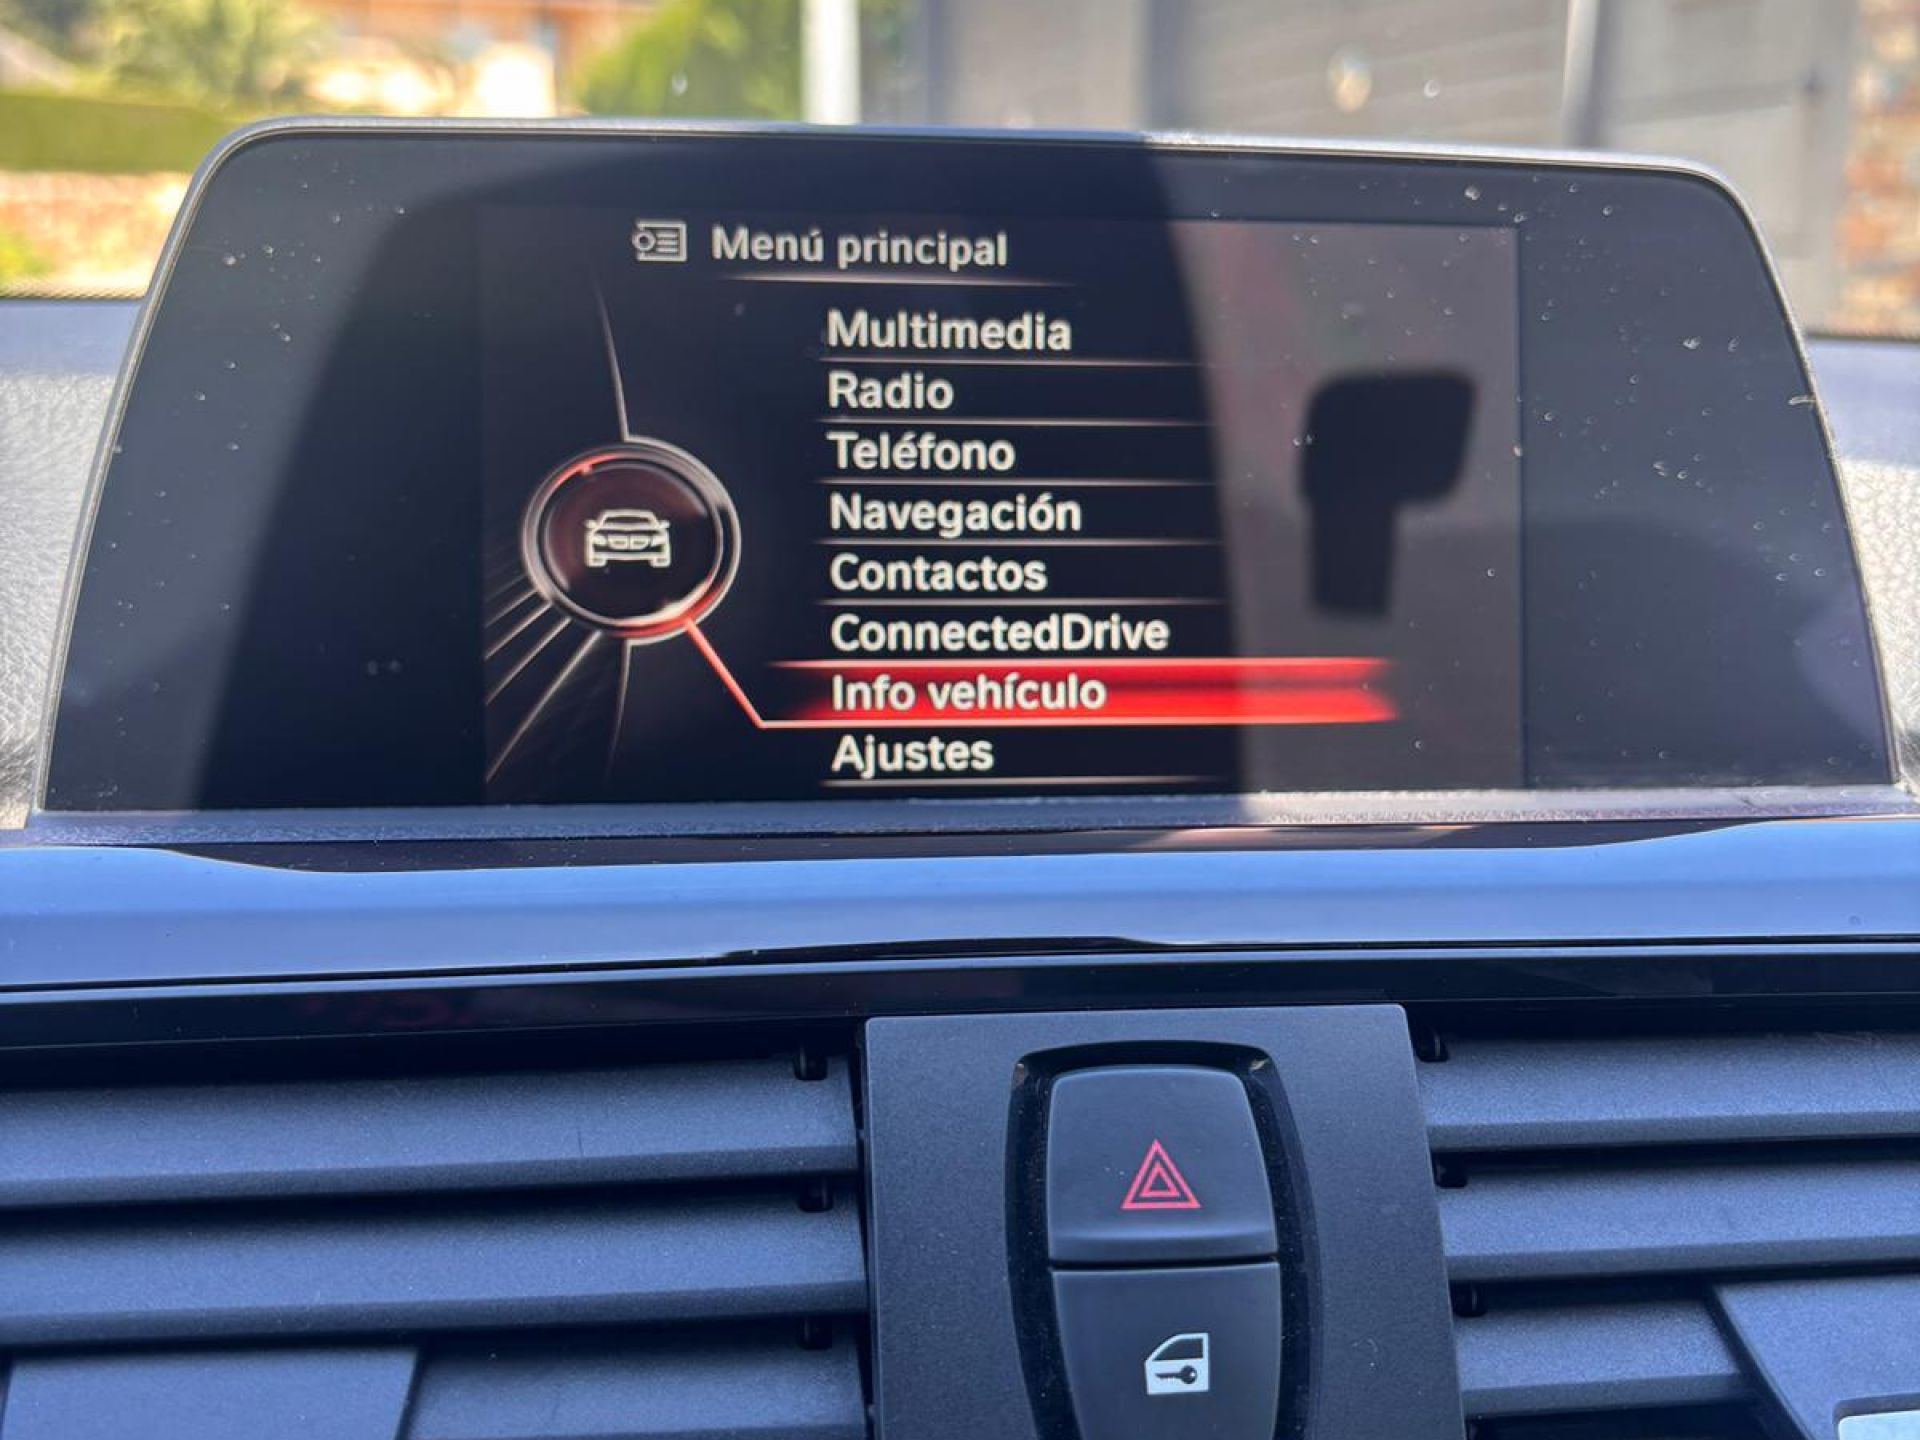 Menú principal
Multimedia
Radio
Teléfono
Navegación
Contactos
ConnectedDrive
Info vehículo
Ajustes